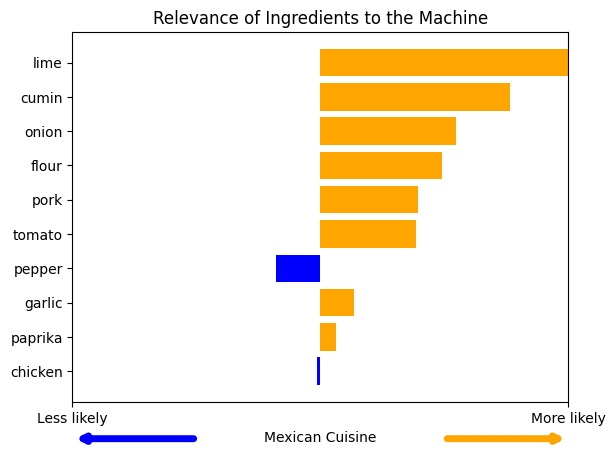 Relevance of Ingredients to the Machine
lime
cumin
onion
flour
pork
tomato
pepper
garlic
paprika
chicken
Less likely More likely
Mexican Cuisine